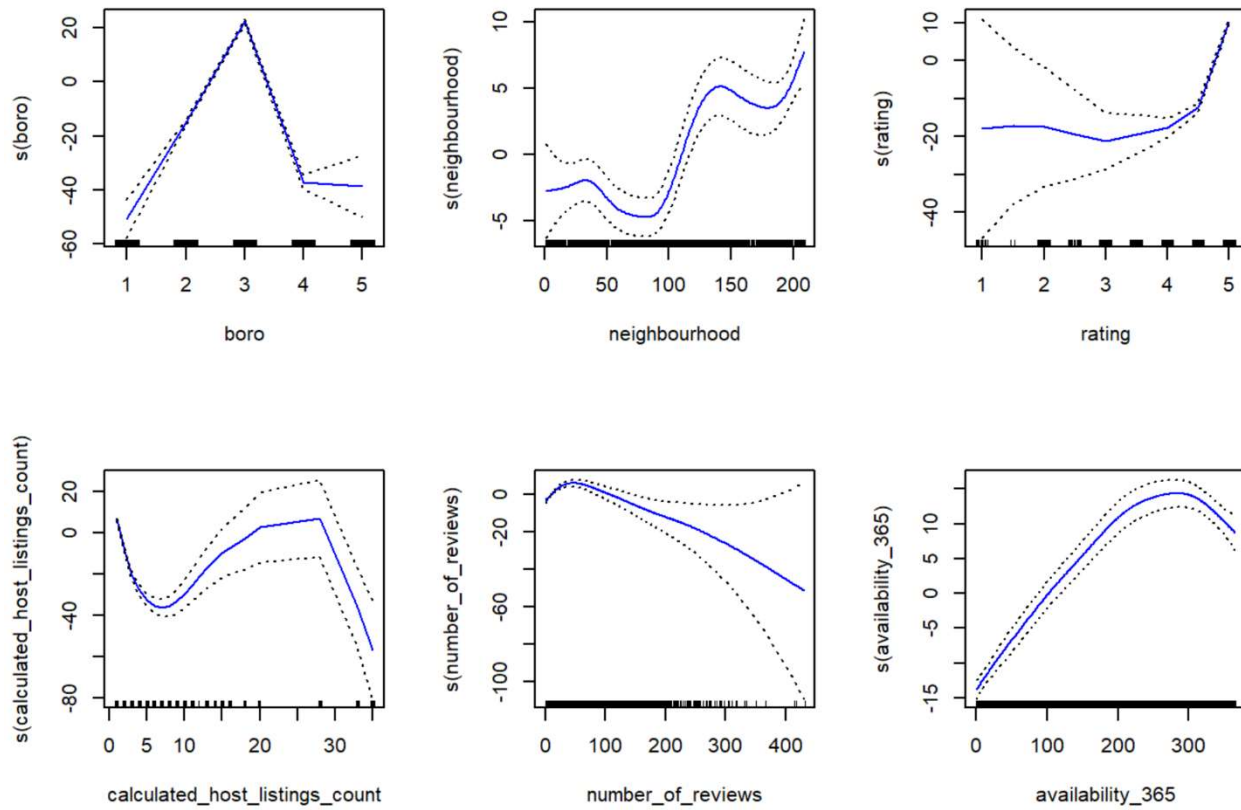 s(boro)
20
0
-20
-40
-60
1 2 3 4 5
boro
s(neighbourhood)
10
5
0
-5
0 50 100 150 200
neighbourhood
s(rating)
10
0
-20
-40
1 2 3 4 5
rating
s(calculated_host_listings_count)
20
0
-40
-80
0 5 10 20 30
calculated_host_listings_count
s(number_of_reviews)
0
-20
-60
-100
0 100 200 300 400
number_of_reviews
s(availability_365)
10
5
0
-5
-15
0 100 200 300
availability_365